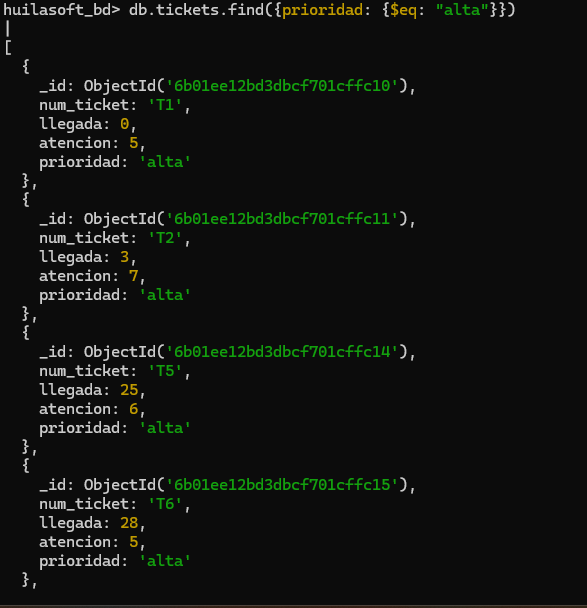 huilasoft_bd> db.tickets.find({prioridad: {$eq: "alta"}})
|
[
  {
    _id: ObjectId('6b01ee12bd3dbcf701cffc10'),
    num_ticket: 'T1',
    llegada: 0,
    atencion: 5,
    prioridad: 'alta'
  },
  {
    _id: ObjectId('6b01ee12bd3dbcf701cffc11'),
    num_ticket: 'T2',
    llegada: 3,
    atencion: 7,
    prioridad: 'alta'
  },
  {
    _id: ObjectId('6b01ee12bd3dbcf701cffc14'),
    num_ticket: 'T5',
    llegada: 25,
    atencion: 6,
    prioridad: 'alta'
  },
  {
    _id: ObjectId('6b01ee12bd3dbcf701cffc15'),
    num_ticket: 'T6',
    llegada: 28,
    atencion: 5,
    prioridad: 'alta'
  },